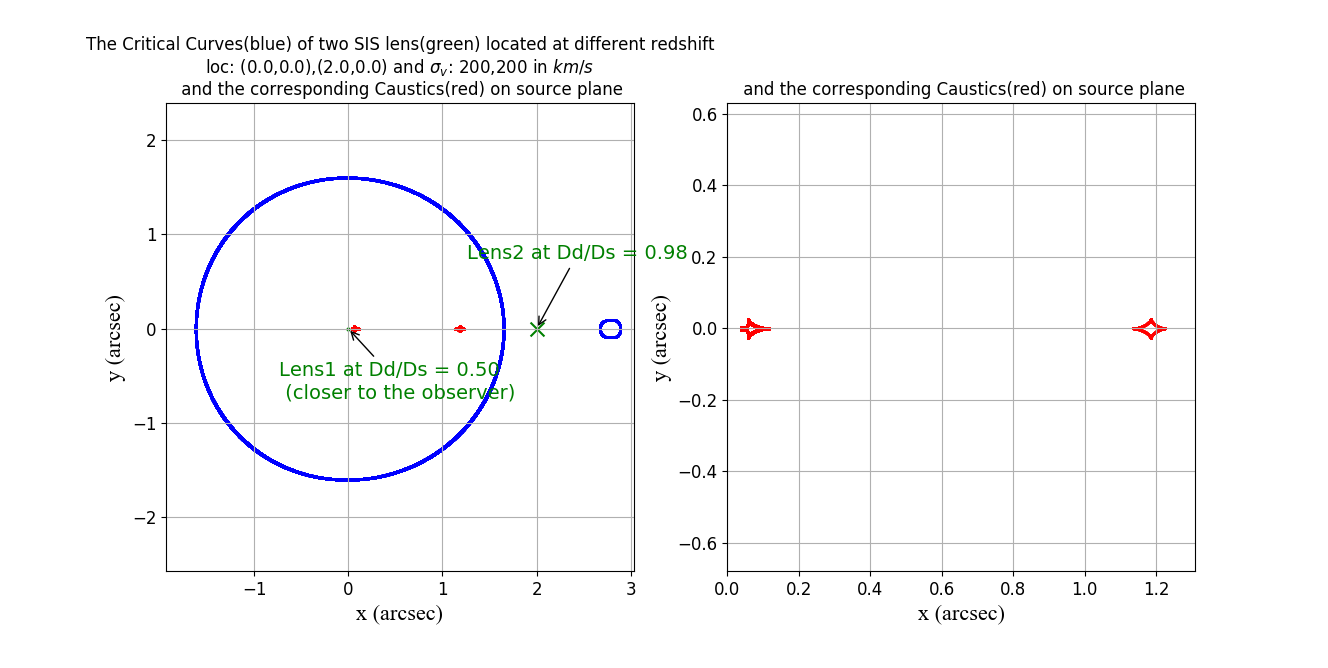 The Critical Curves(blue) of two SIS lens(green) located at different redshift
loc: (0.0,0.0),(2.0,0.0) and σv: 200,200 in km/s
and the corresponding Caustics(red) on source plane
2
1
0
−1
−2
y (arcsec)
−1
0
1
2
3
x (arcsec)
Lens2 at Dd/Ds = 0.98
Lens1 at Dd/Ds = 0.50
(closer to the observer)
and the corresponding Caustics(red) on source plane
0.6
0.4
0.2
0.0
−0.2
−0.4
−0.6
y (arcsec)
0.0
0.2
0.4
0.6
0.8
1.0
1.2
x (arcsec)